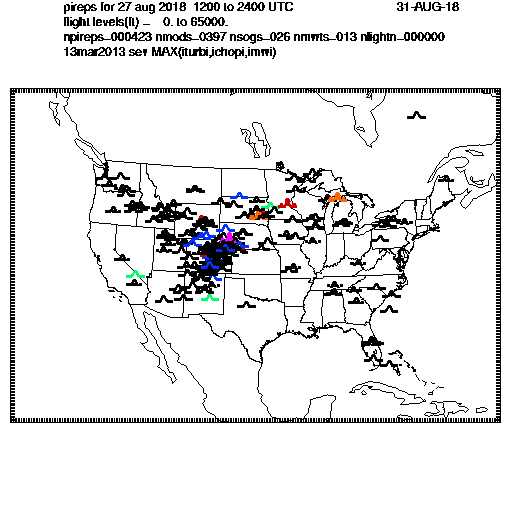 pireps for 27 aug 2018 1200 to 2400 UTC 31-AUG-18
flight levels(ft) = 0. to 65000.
npireps=000423 nmods=0397 nsogs=026 nmwts=013 nlightn=000000
13mar2013 sev MAX(iturbi,ichopi,imwi)